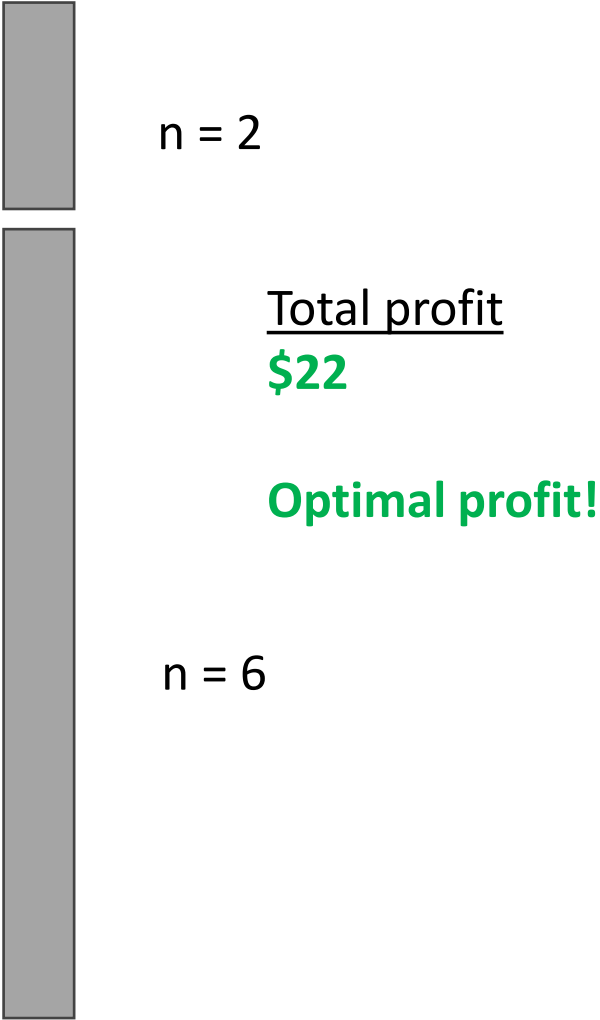 n = 2
Total profit
$22
Optimal profit!
n = 6